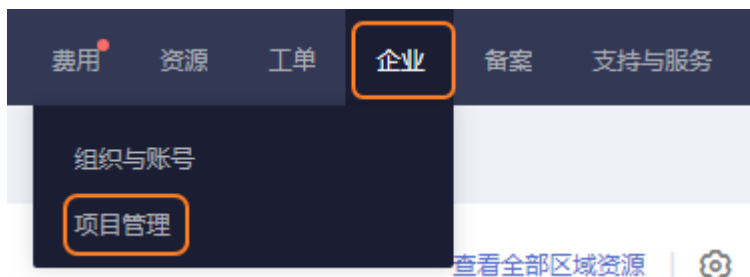 费用 资源 工单 企业 备案 支持与服务
组织与账号
项目管理
查看全部区域资源